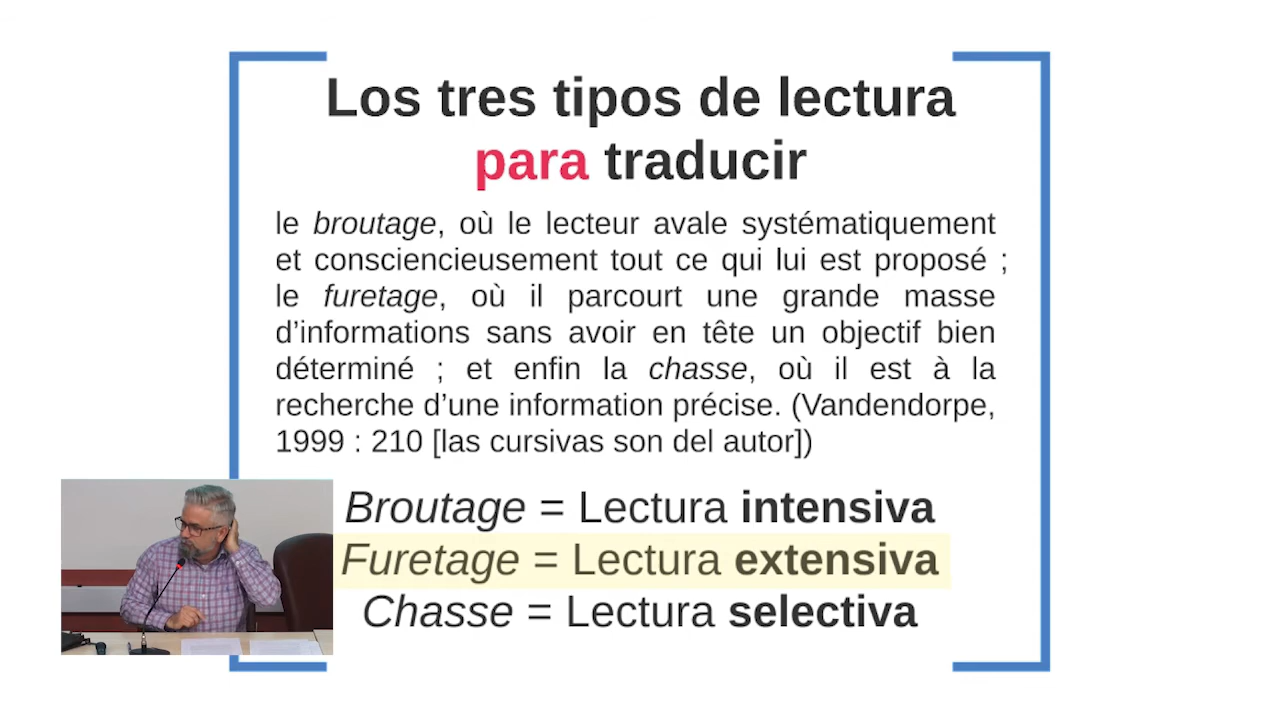 Los tres tipos de lectura
para traducir
le broutage, où le lecteur avale systématiquement
et consciencieusement tout ce qui lui est proposé ;
le furetage, où il parcourt une grande masse
d’informations sans avoir en tête un objectif bien
déterminé ; et enfin la chasse, où il est à la
recherche d’une information précise. (Vandendorpe,
1999 : 210 [las cursivas son del autor])
Broutage = Lectura intensiva
Furetage = Lectura extensiva
Chasse = Lectura selectiva